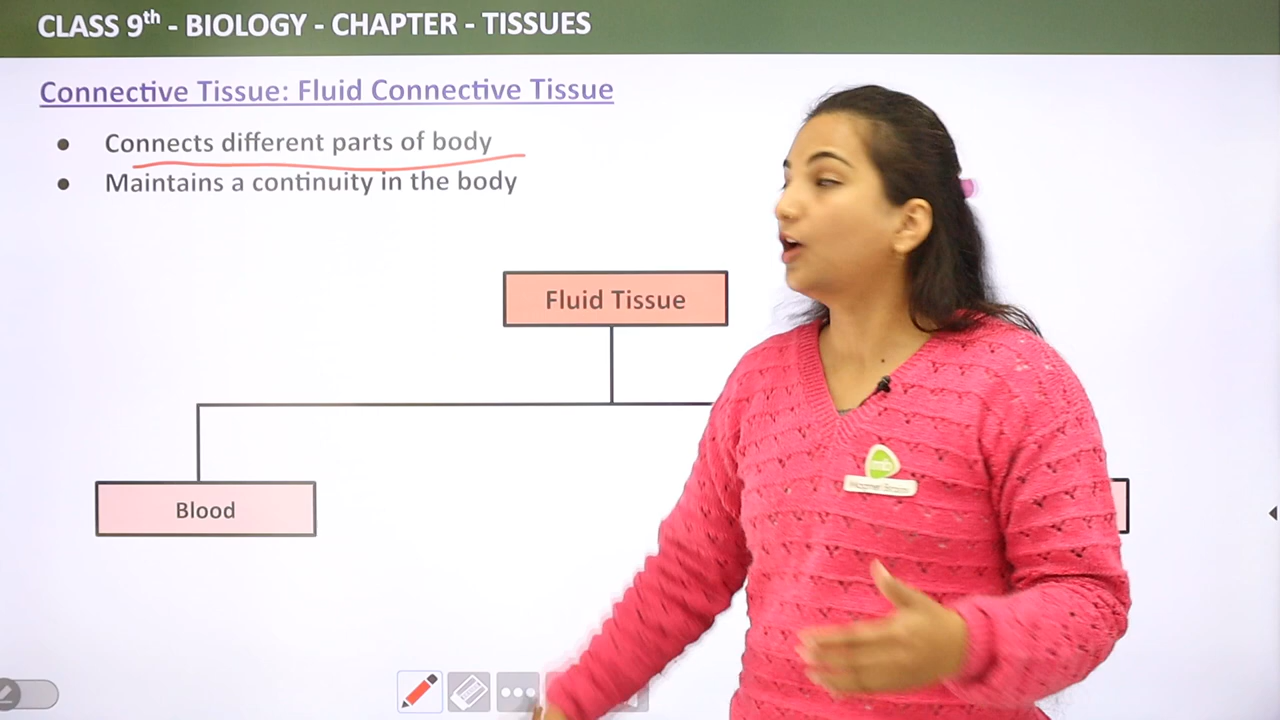 CLASS 9th - BIOLOGY - CHAPTER - TISSUES
Connective Tissue: Fluid Connective Tissue
• Connects different parts of body
• Maintains a continuity in the body
Fluid Tissue
Blood